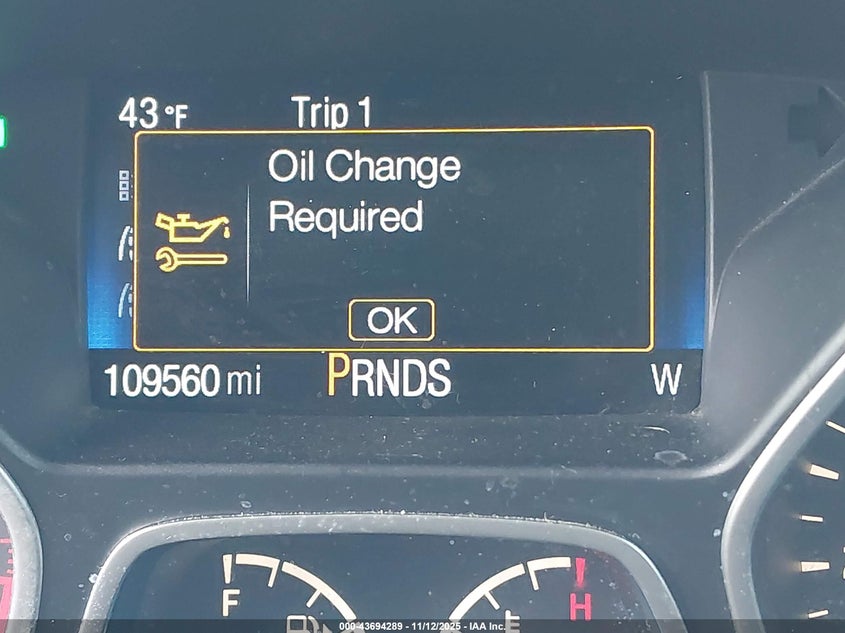 43 °F Trip 1
Oil Change
Required
OK
109560 mi PRNDS W
F E H
000-43694289 - 11/12/2025 - IAA Inc.